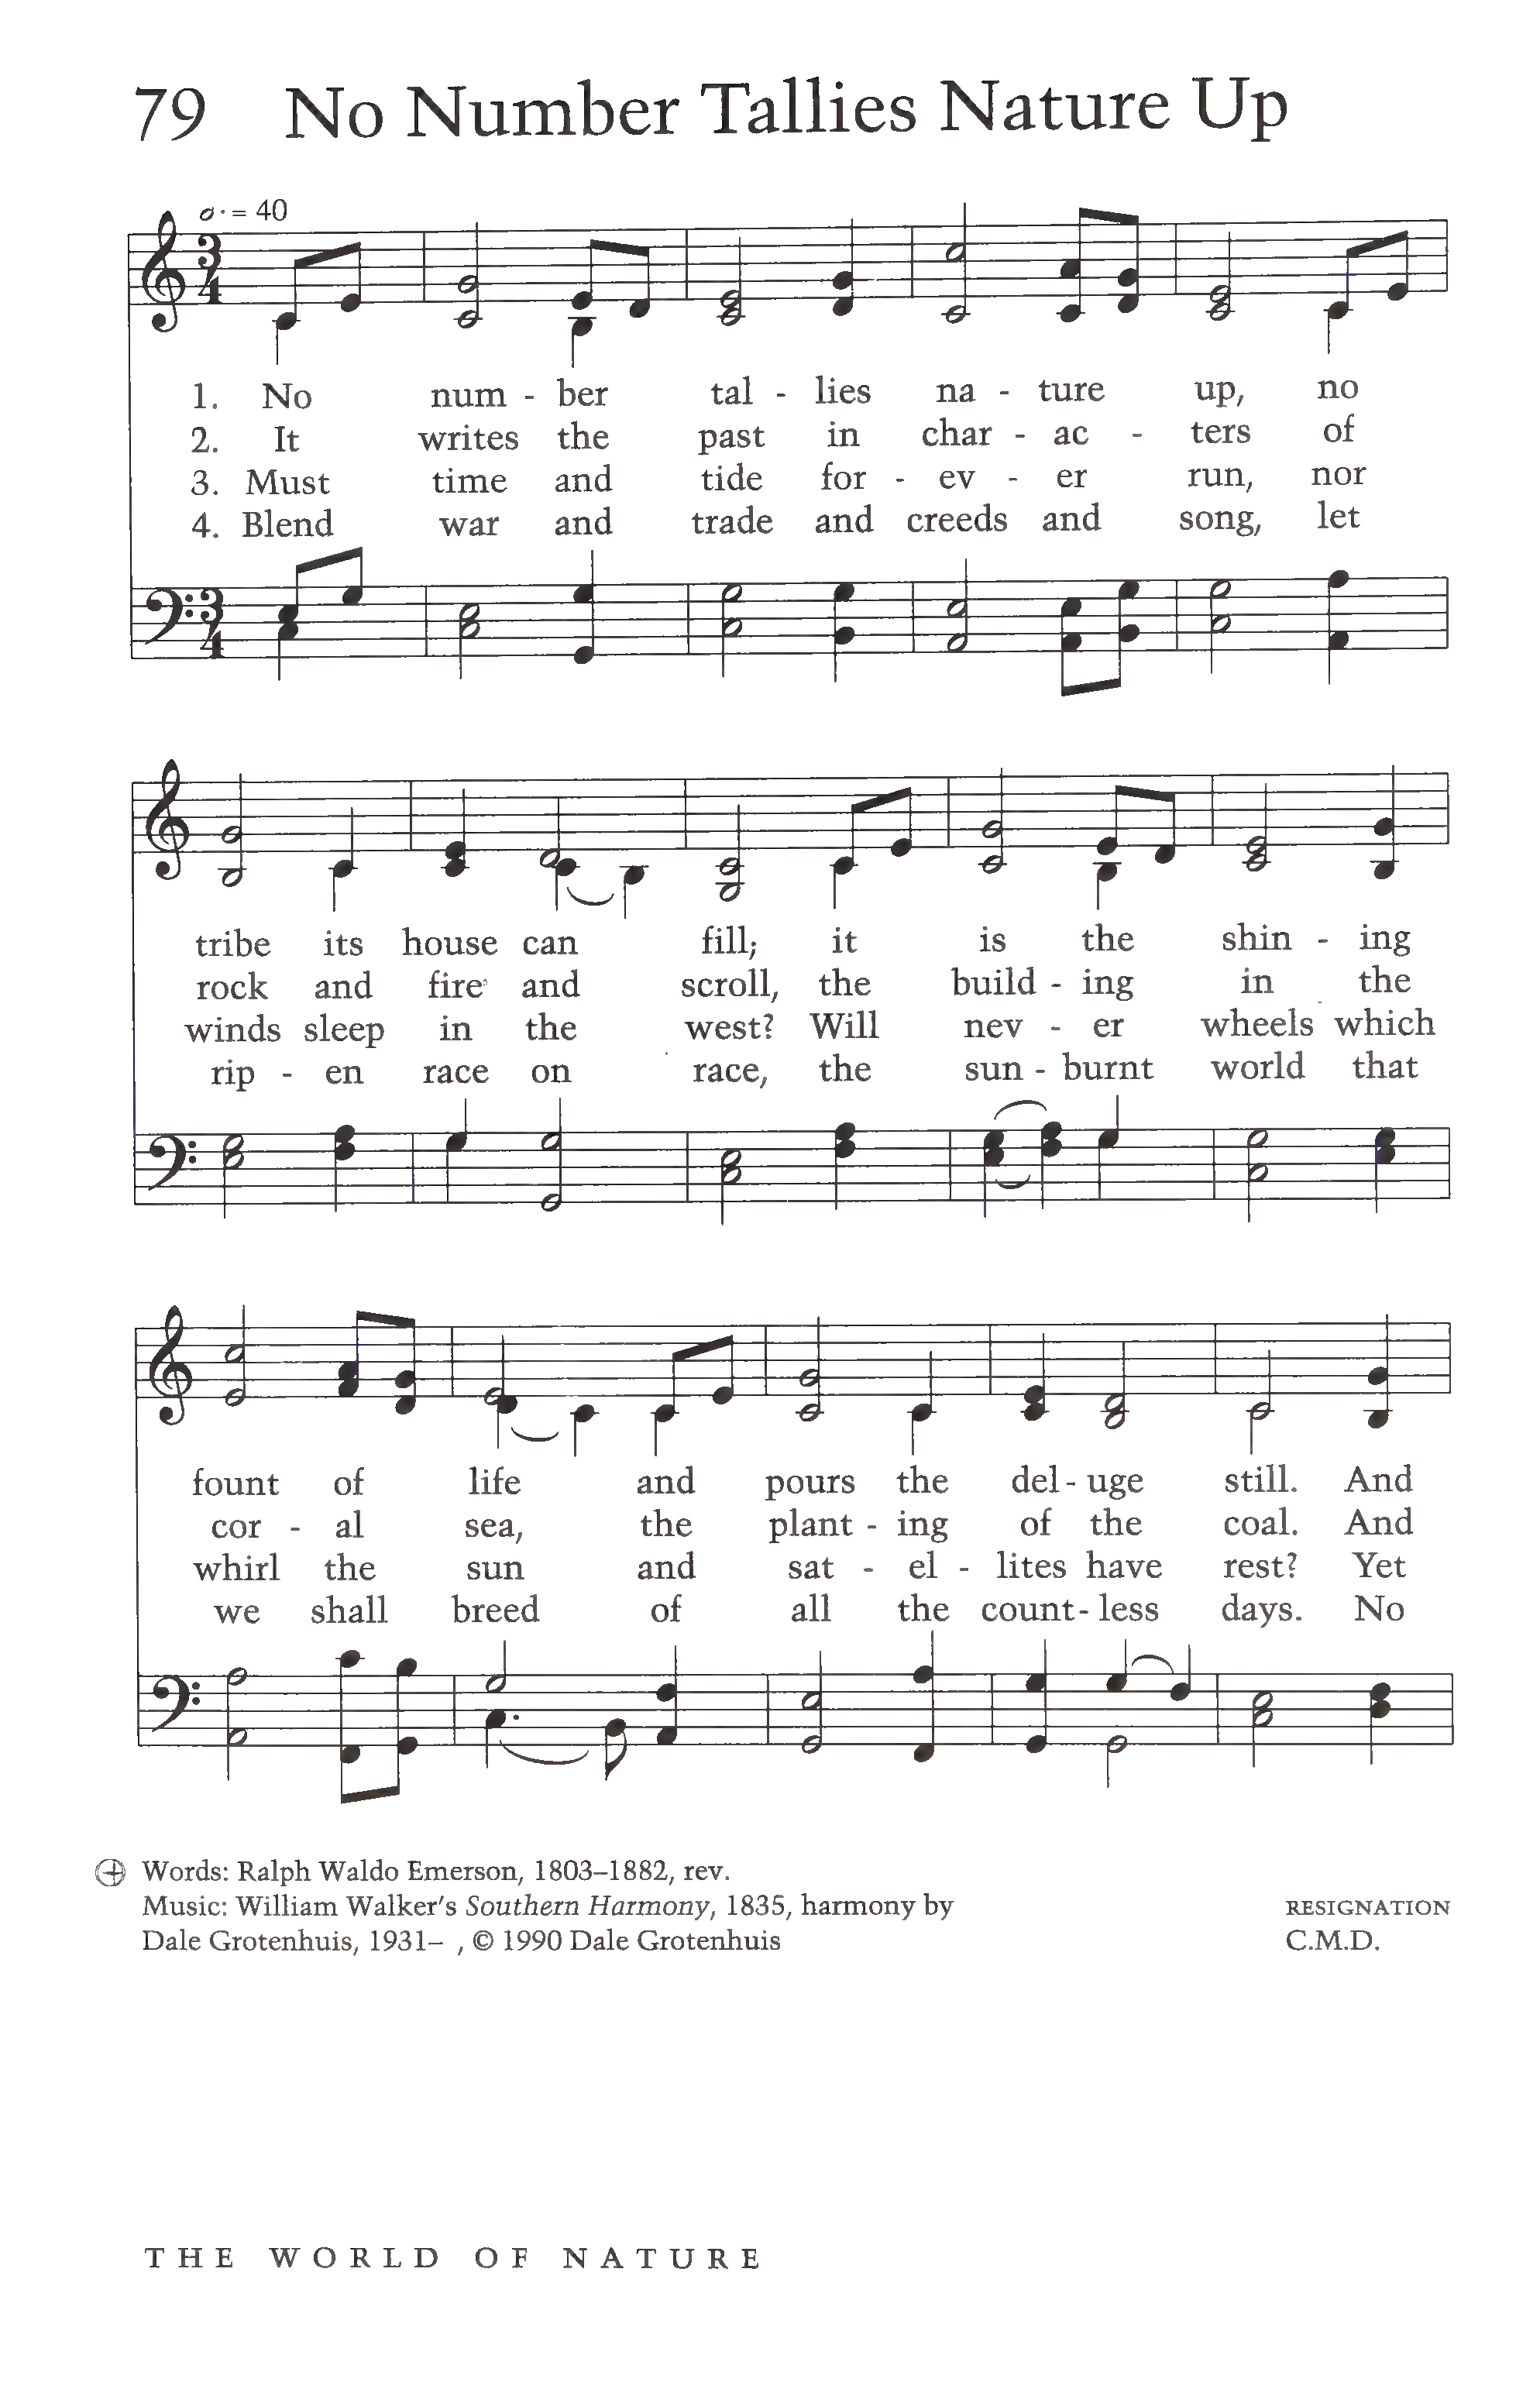 79 No Number Tallies Nature Up
𝅗𝅥. = 40
1. No num - ber tal - lies na - ture up, no
2. It writes the past in char - ac - ters of
3. Must time and tide for - ev - er run, nor
4. Blend war and trade and creeds and song, let
tribe its house can fill; it is the shin - ing
rock and fire and scroll, the build - ing in the
winds sleep in the west? Will nev - er wheels which
rip - en race on race, the sun - burnt world that
fount of life and pours the del - uge still. And
cor - al sea, the plant - ing of the coal. And
whirl the sun and sat - el - lites have rest? Yet
we shall breed of all the count - less days. No
Words: Ralph Waldo Emerson, 1803–1882, rev.
Music: William Walker's Southern Harmony, 1835, harmony by
Dale Grotenhuis, 1931– , © 1990 Dale Grotenhuis
RESIGNATION
C.M.D.
THE WORLD OF NATURE